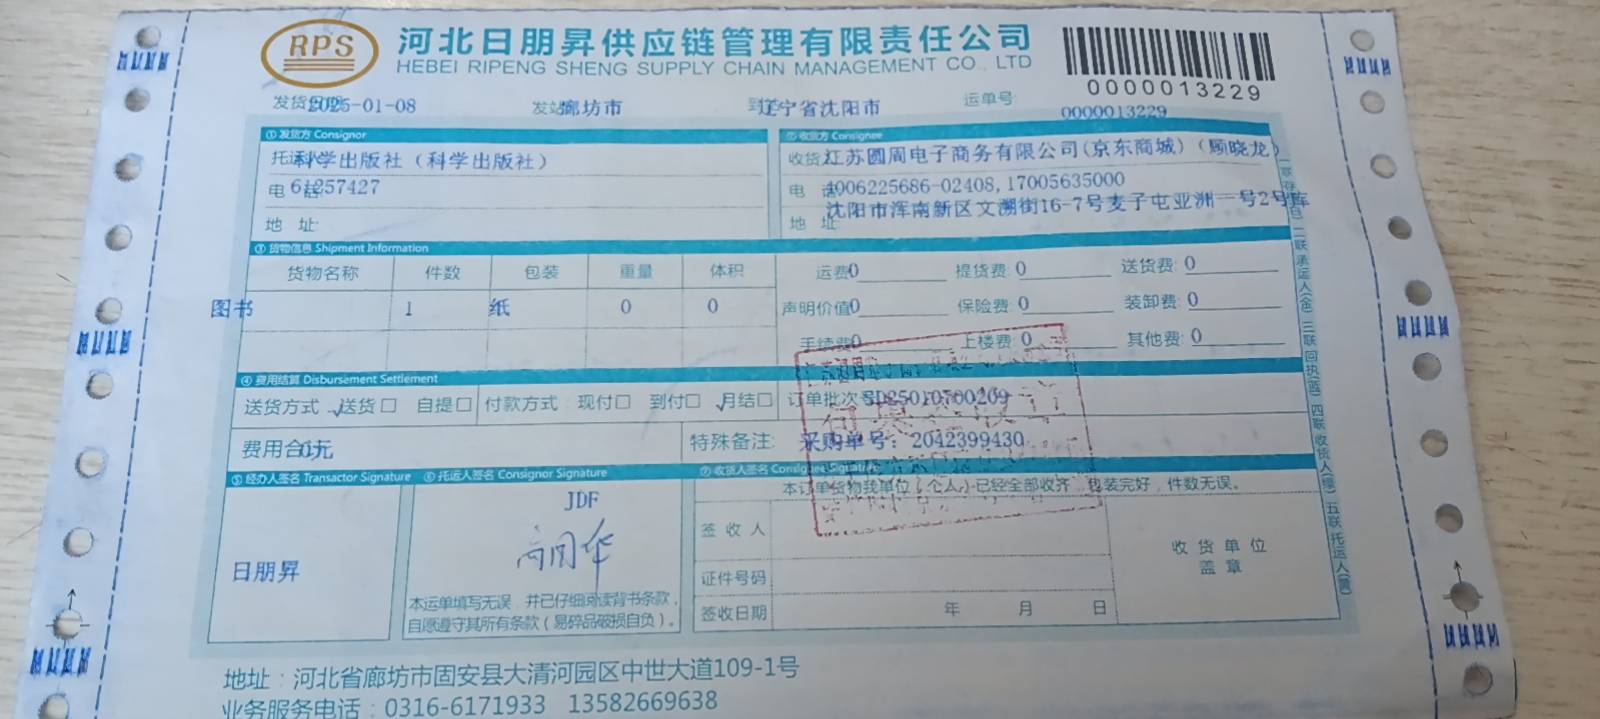 RPS
河北日朋昇供应链管理有限责任公司
HEBEI RIPENG SHENG SUPPLY CHAIN MANAGEMENT CO., LTD
0000013229
发货日期 2025-01-08 发站 廊坊市 到站 辽宁省沈阳市 运单号 0000013229
① 发货方 Consignor
托运人 科学出版社（科学出版社）
电 话 61257427
地 址:
② 收货方 Consignee
收货人 江苏圆周电子商务有限公司(京东商城)（顾晓龙）
电 话 4006225686-02408,17005635000
地 址 沈阳市浑南新区文溯街16-7号麦子屯亚洲一号2号库
③ 货物信息 Shipment Information
货物名称 件数 包装 重量 体积
图书 1 纸 0 0
运费 0 提货费: 0 送货费: 0
声明价值 0 保险费: 0 装卸费: 0
手续费 0 上楼费: 0 其他费: 0
④ 费用结算 Disbursement Settlement
送货方式: √送货□ 自提□ 付款方式: 现付□ 到付□ √月结□ 订单批次号
费用合计 0元 特殊备注: 采购单号: 2042399430
⑤ 经办人签名 Transactor Signature
日朋昇
⑥ 托运人签名 Consignor Signature
JDF
本运单填写无误，并已仔细阅读背书条款，
自愿遵守其所有条款（易碎品破损自负）。
⑦ 收货人签名 Consignee Signature
本订单货物我单位（个人）已经全部收齐，包装完好，件数无误。
签 收 人
证件号码
签收日期 年 月 日
收 货 单 位
盖 章
二联承运人(金) 三联回执(蓝) 四联收货人(绿) 五联托运人(黄)
地址：河北省廊坊市固安县大清河园区中世大道109-1号
业务服务电话：0316-6171933 13582669638